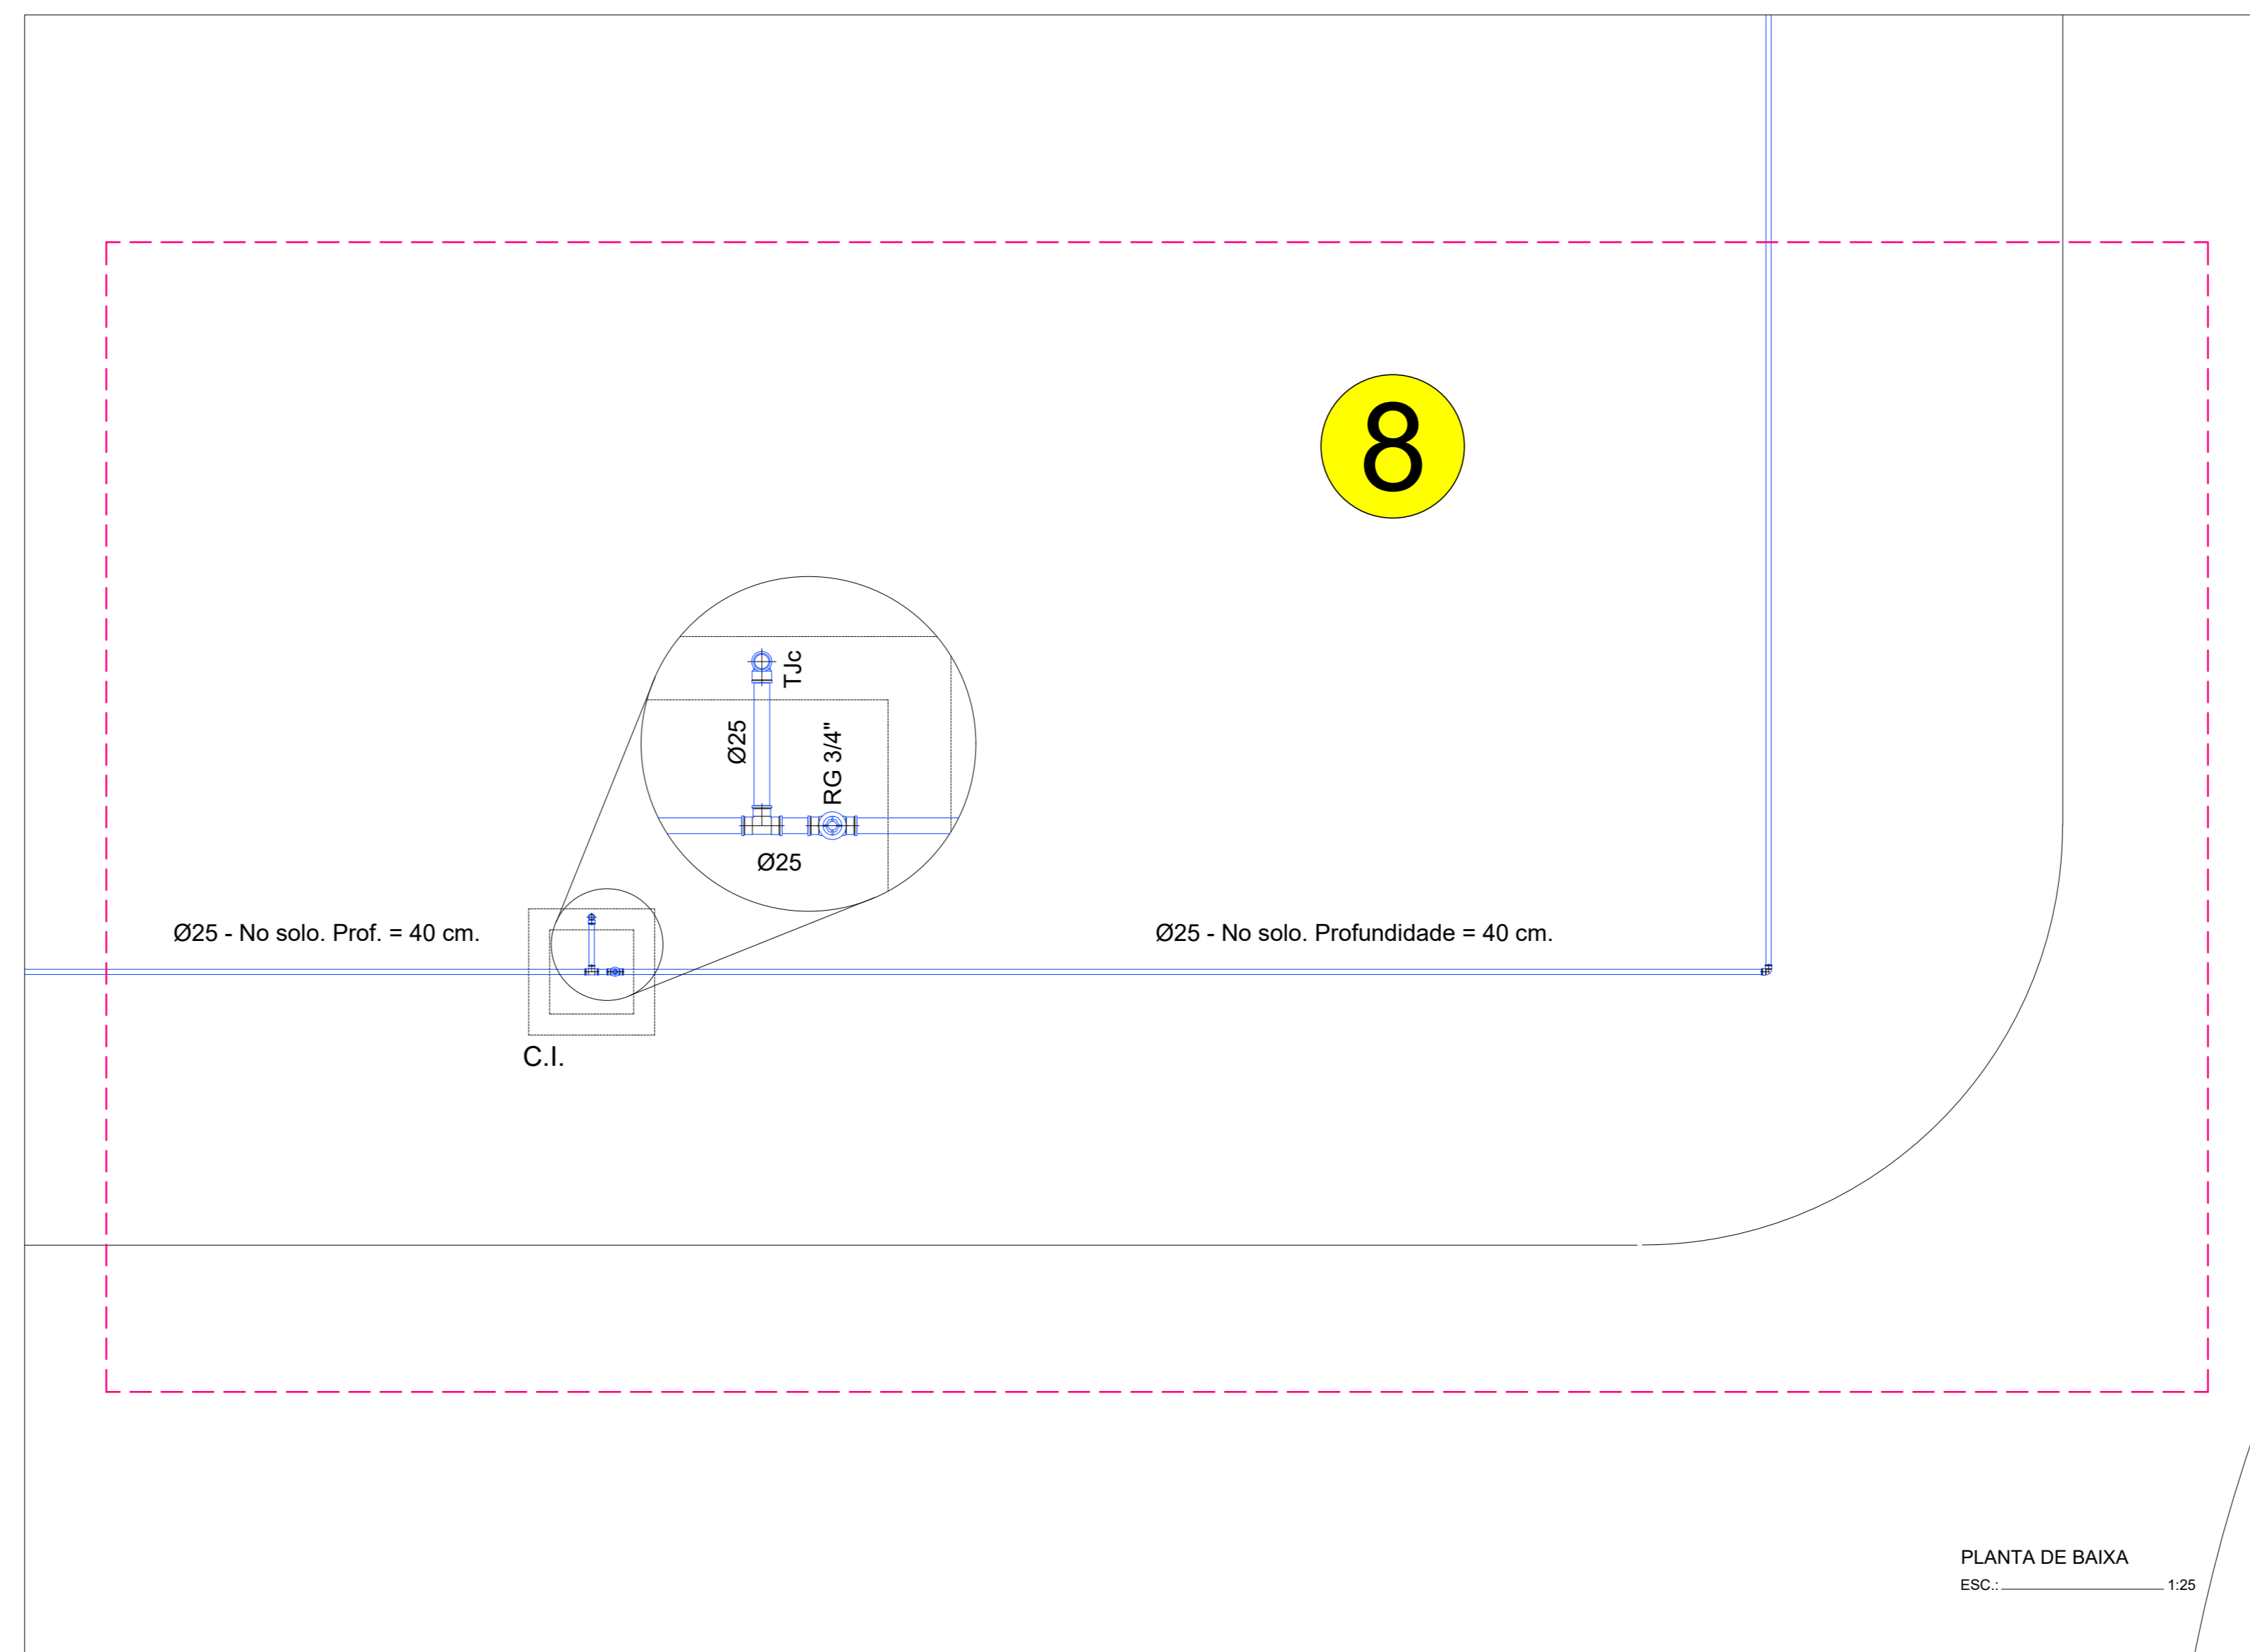 8
TJc
Ø25
RG 3/4"
Ø25
Ø25 - No solo. Prof. = 40 cm.
Ø25 - No solo. Profundidade = 40 cm.
C.I.
PLANTA DE BAIXA
ESC.: 1:25